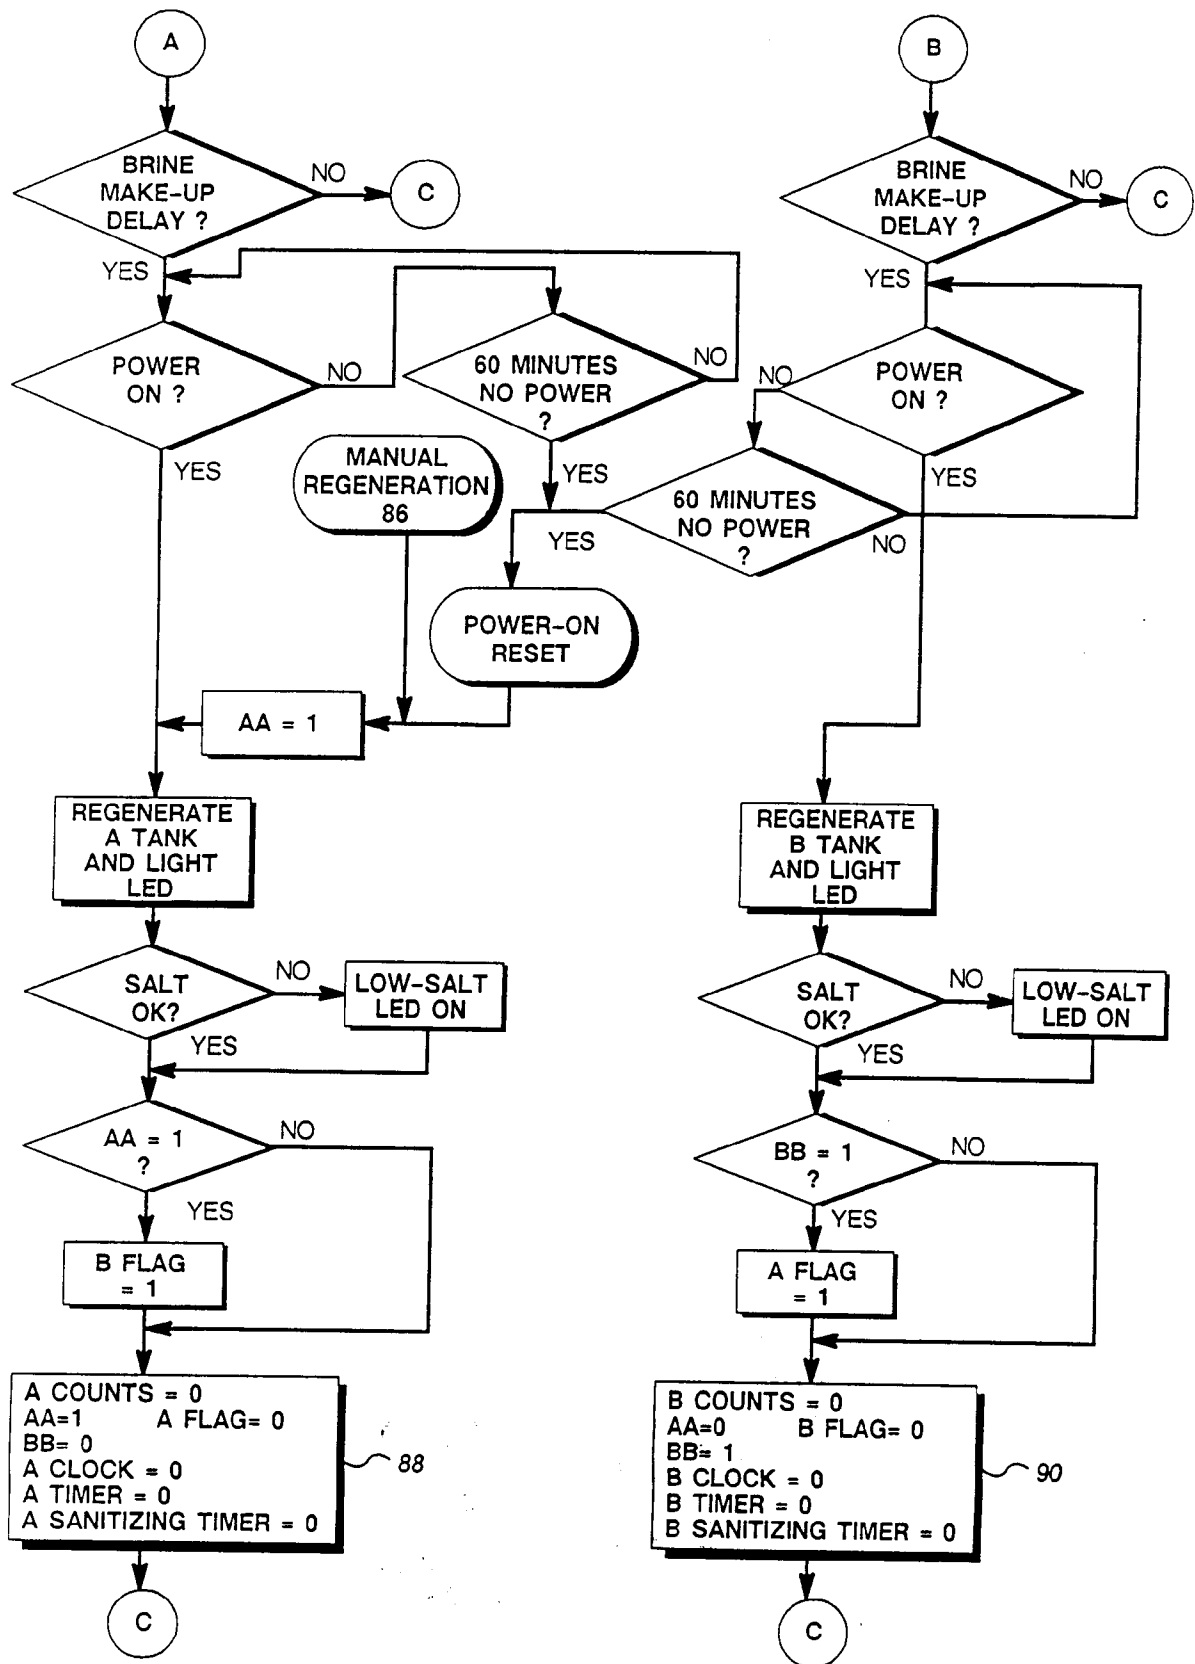 A
BRINE
MAKE-UP
DELAY ?
NO
C
YES
POWER
ON ?
NO
YES
60 MINUTES
NO POWER
?
NO
YES
MANUAL
REGENERATION
86
POWER-ON
RESET
AA = 1
REGENERATE
A TANK
AND LIGHT
LED
SALT
OK?
NO
LOW-SALT
LED ON
YES
AA = 1
?
NO
YES
B FLAG
= 1
A COUNTS = 0
AA=1 A FLAG= 0
BB= 0
A CLOCK = 0
A TIMER = 0
A SANITIZING TIMER = 0
88
C
B
BRINE
MAKE-UP
DELAY ?
NO
C
YES
POWER
ON ?
NO
YES
60 MINUTES
NO POWER
?
YES
NO
REGENERATE
B TANK
AND LIGHT
LED
SALT
OK?
NO
LOW-SALT
LED ON
YES
BB = 1
?
NO
YES
A FLAG
= 1
B COUNTS = 0
AA=0 B FLAG= 0
BB= 1
B CLOCK = 0
B TIMER = 0
B SANITIZING TIMER = 0
90
C